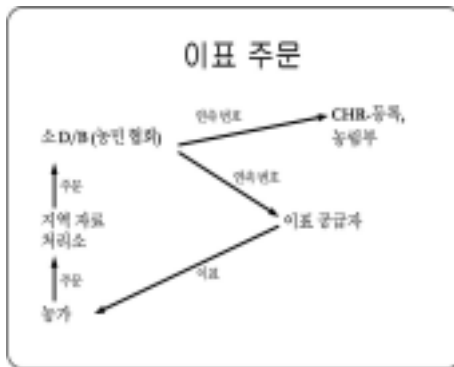 이표 주문
연속번호
CHR-등록,
농림부
소 D/B (농민 협회)
연속번호
주문
지역 자료
처리소
이표 공급자
이표
주문
농가